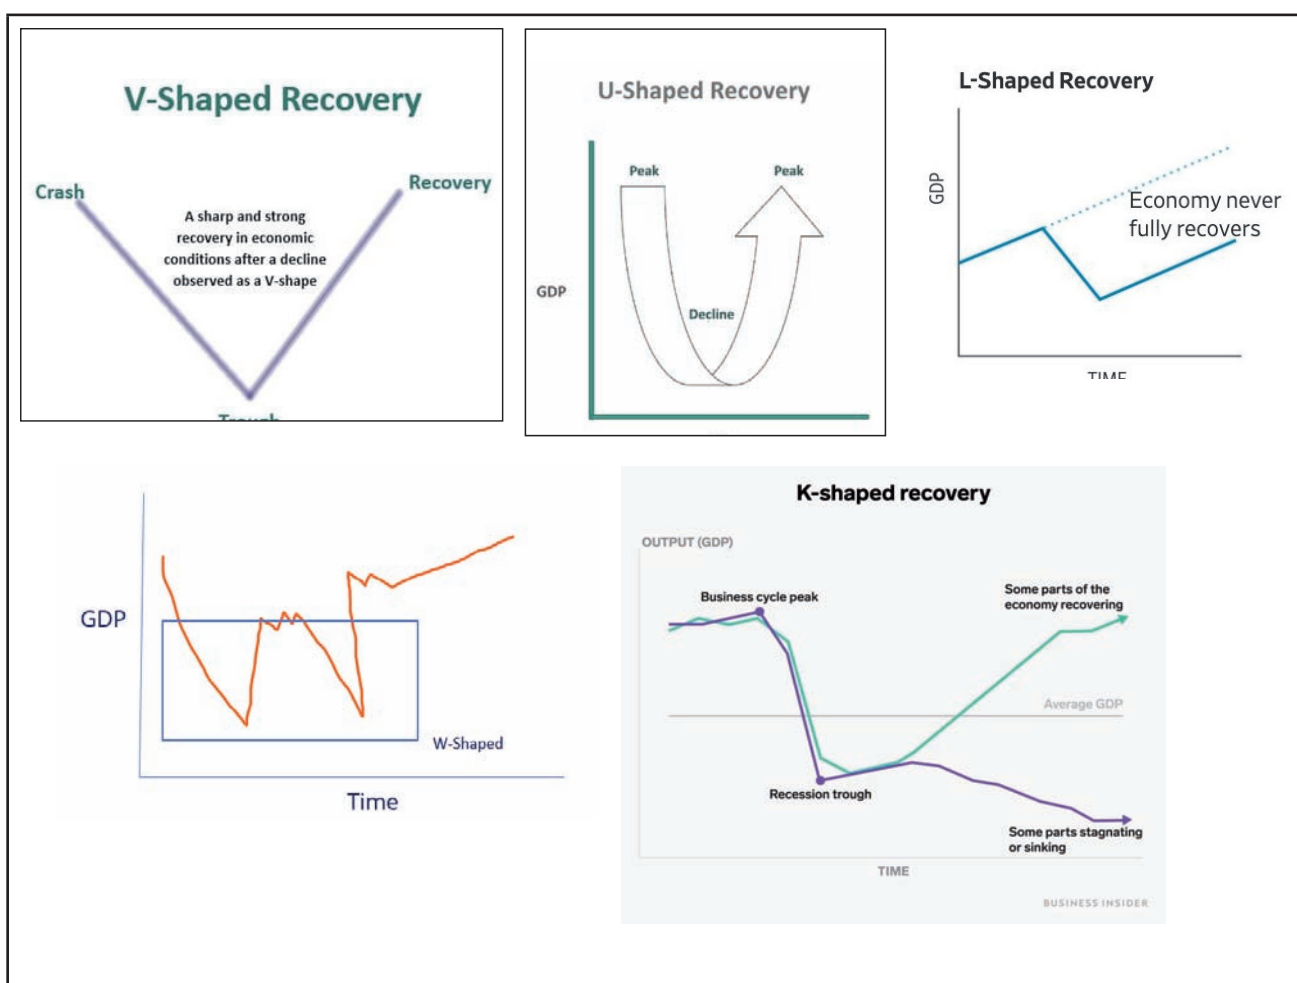 V-Shaped Recovery
Crash
Recovery
A sharp and strong
recovery in economic
conditions after a decline
observed as a V-shape
Trough
U-Shaped Recovery
Peak
Peak
GDP
Decline
L-Shaped Recovery
GDP
Economy never
fully recovers
TIME
GDP
W-Shaped
Time
K-shaped recovery
OUTPUT (GDP)
Business cycle peak
Some parts of the
economy recovering
Average GDP
Recession trough
Some parts stagnating
or sinking
TIME
BUSINESS INSIDER